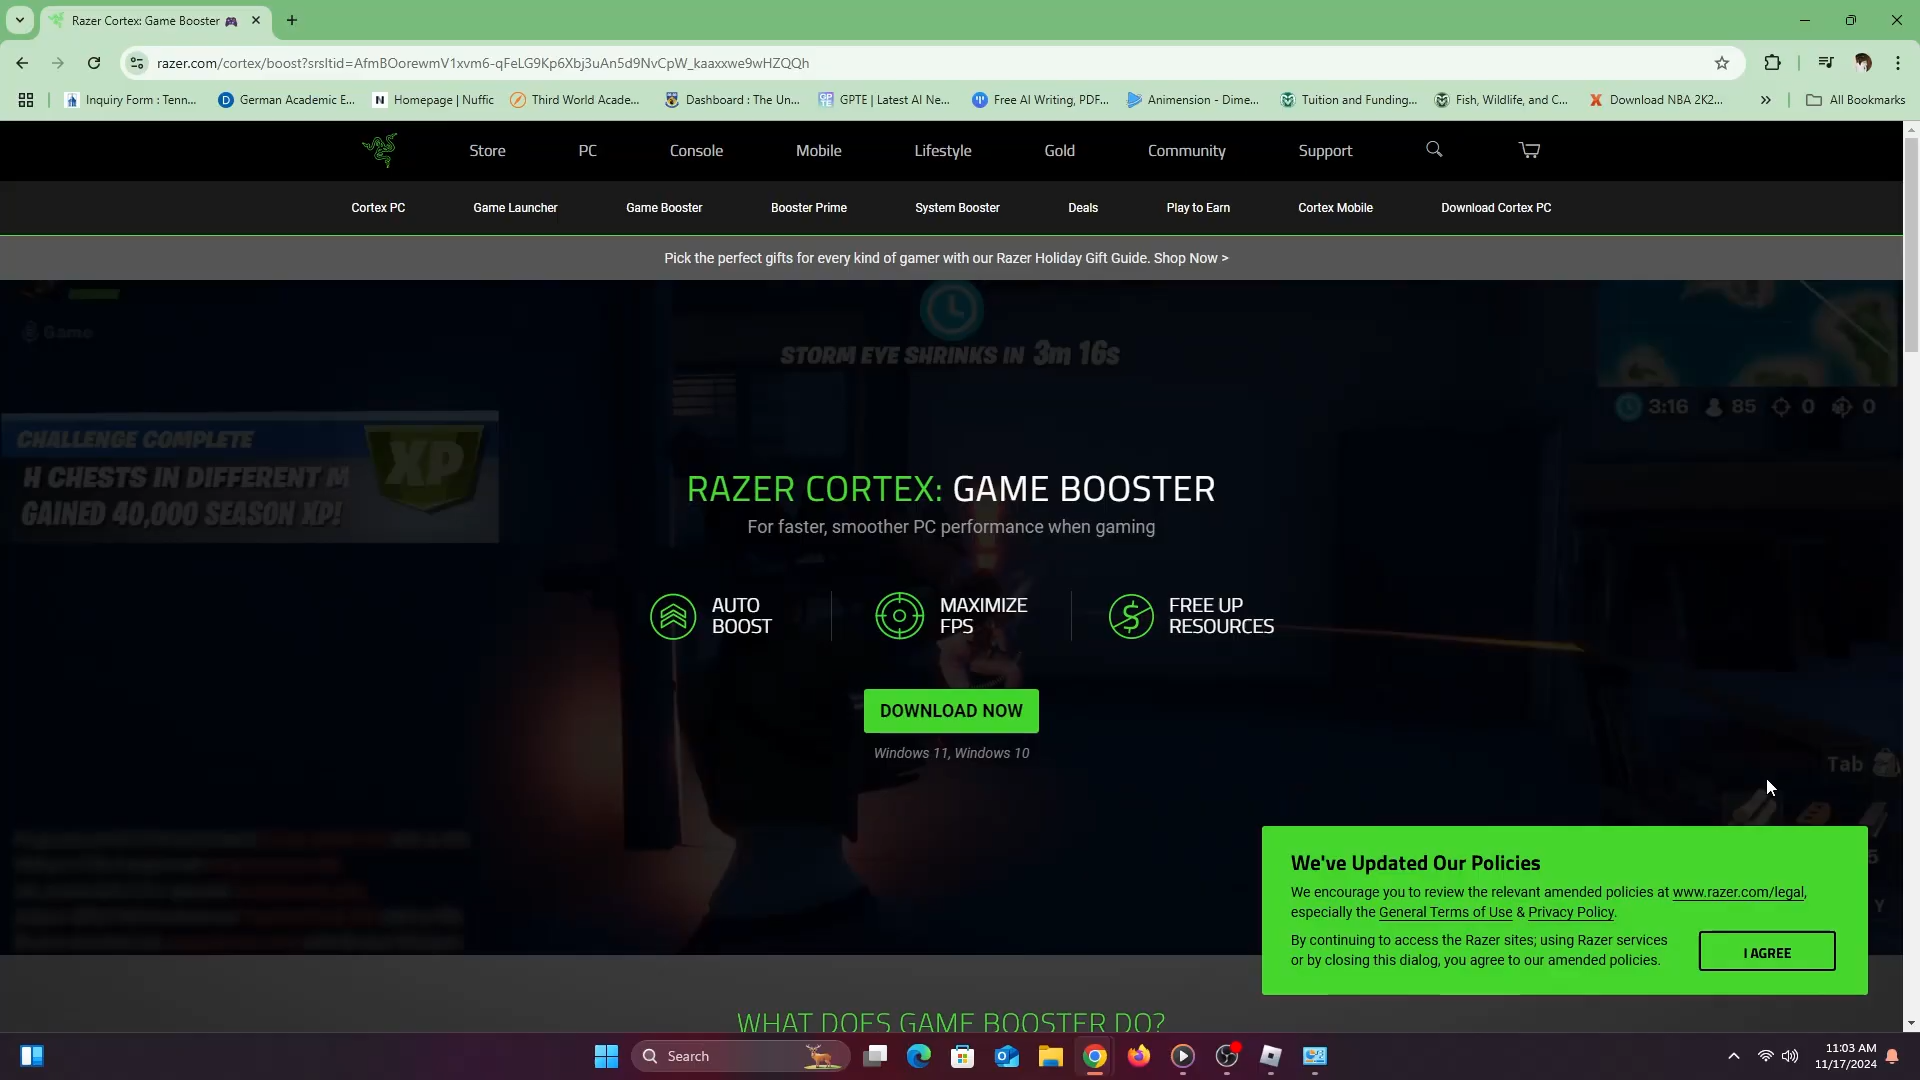 Razer Cortex: Game Booster
razer.com/cortex/boost?srsltid=AfmBOorewmV1xvm6-qFeLG9Kp6Xbj3uAn5d9NvCpW_kaaxxwe9wHZQQh
Inquiry Form : Tenn...
German Academic E...
Homepage | Nuffic
Third World Acade...
Dashboard : The Un...
GPTE | Latest AI Ne...
Free AI Writing, PDF...
Animension - Dime...
Tuition and Funding...
Fish, Wildlife, and C...
Download NBA 2K2...
All Bookmarks
Store
PC
Console
Mobile
Lifestyle
Gold
Community
Support
Cortex PC
Game Launcher
Game Booster
Booster Prime
System Booster
Deals
Play to Earn
Cortex Mobile
Download Cortex PC
Pick the perfect gifts for every kind of gamer with our Razer Holiday Gift Guide. Shop Now >
Game
STORM EYE SHRINKS IN 3m 16s
3:16 85 0 0
CHALLENGE COMPLETE
H CHESTS IN DIFFERENT
GAINED 40,000 SEASON XP!
XP
RAZER CORTEX: GAME BOOSTER
For faster, smoother PC performance when gaming
AUTO
BOOST
MAXIMIZE
FPS
FREE UP
RESOURCES
DOWNLOAD NOW
Windows 11, Windows 10
Tab
We've Updated Our Policies
We encourage you to review the relevant amended policies at www.razer.com/legal,
especially the General Terms of Use & Privacy Policy.
By continuing to access the Razer sites; using Razer services
or by closing this dialog, you agree to our amended policies.
I AGREE
WHAT DOES GAME BOOSTER DO?
Search
11:03 AM
11/17/2024